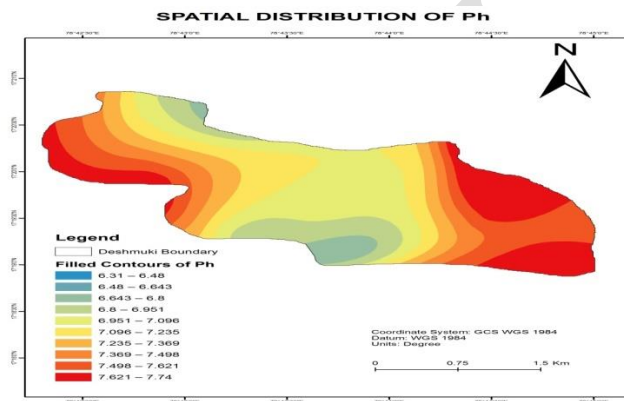 SPATIAL DISTRIBUTION OF Ph
N
Legend
Deshmuki Boundary
Filled Contours of Ph
6.31 – 6.48
6.48 – 6.643
6.643 – 6.8
6.8 – 6.951
6.951 – 7.096
7.096 – 7.235
7.235 – 7.369
7.369 – 7.498
7.498 – 7.621
7.621 – 7.74
Coordinate System: GCS WGS 1984
Datum: WGS 1984
Units: Degree
0 0.75 1.5 Km